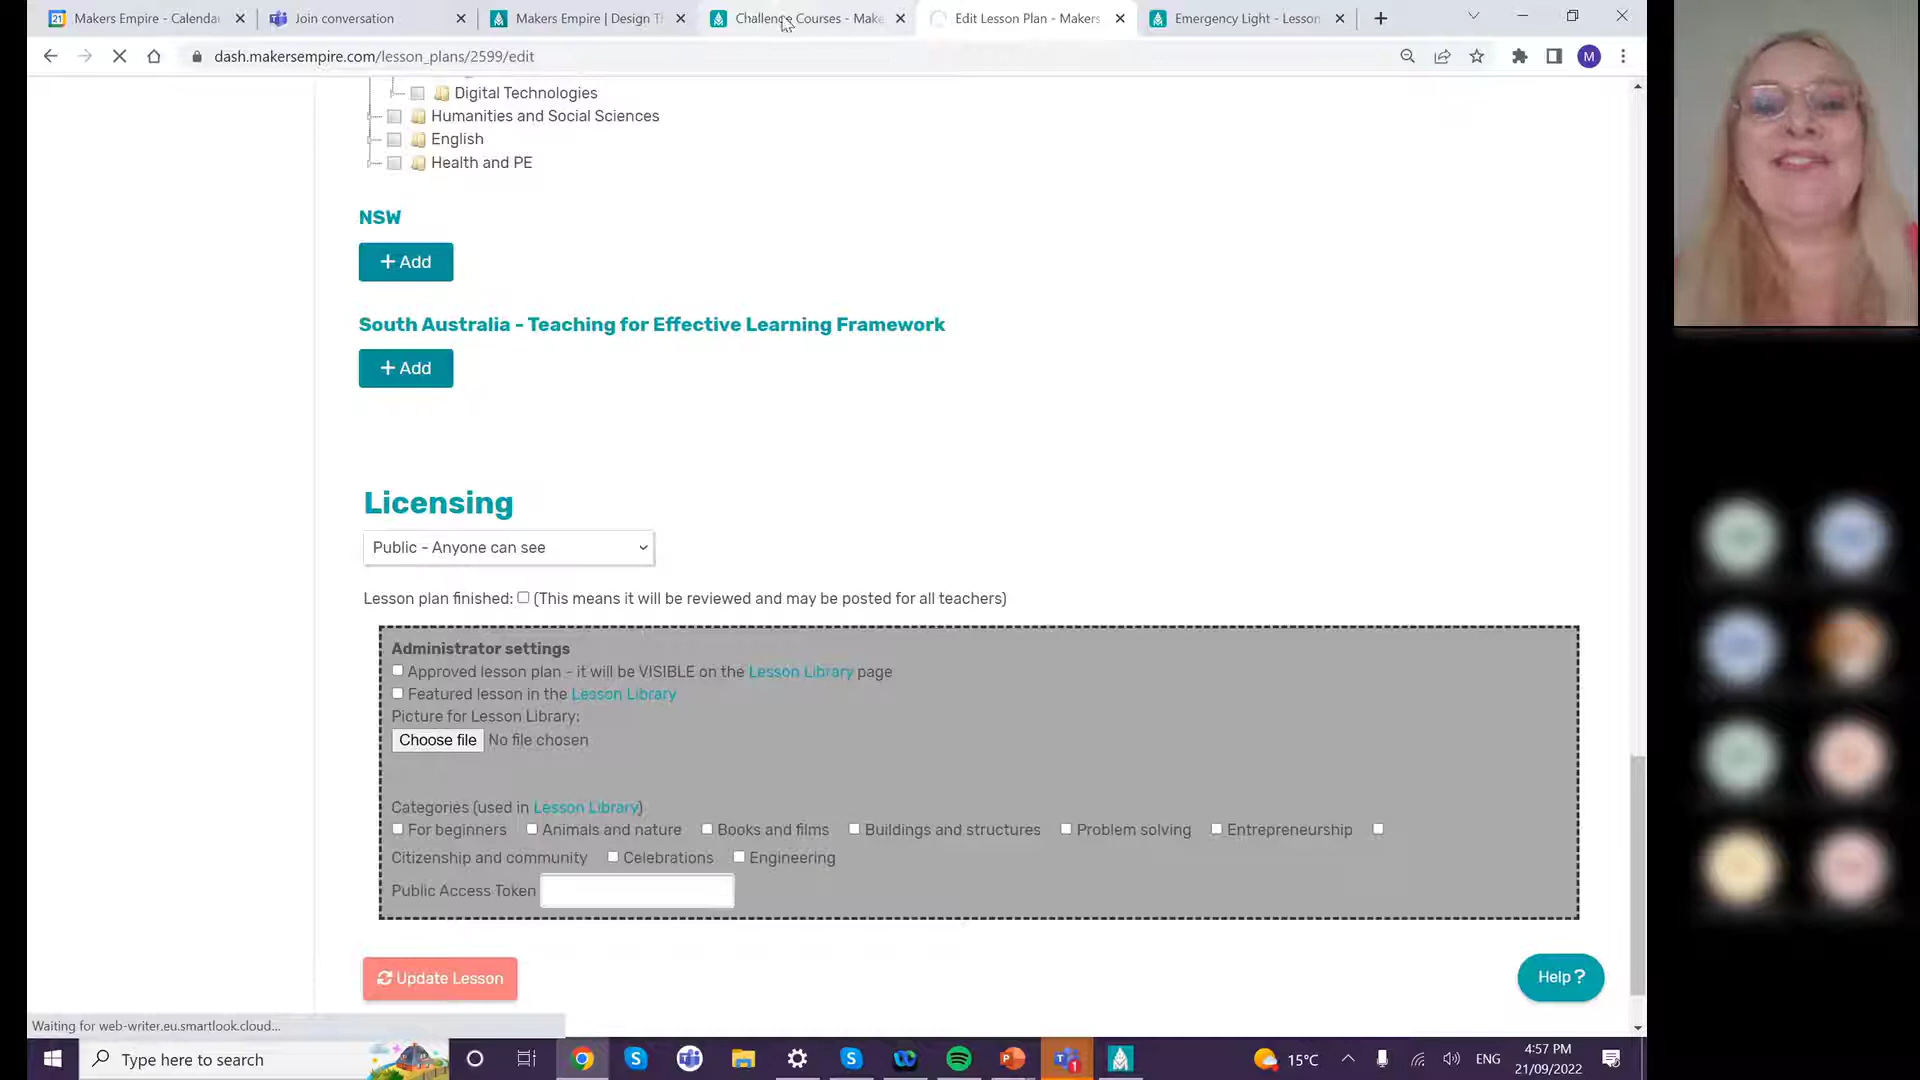 Makers Empire - Calenda
Join conversation
Makers Empire | Design T
Challenge Courses - Make
Edit Lesson Plan - Makers
Emergency Light - Lesson
dash.makersempire.com/lesson_plans/2599/edit
M
Digital Technologies
Humanities and Social Sciences
English
Health and PE
NSW
+ Add
South Australia - Teaching for Effective Learning Framework
+ Add
Licensing
Public - Anyone can see
Lesson plan finished: (This means it will be reviewed and may be posted for all teachers)
Administrator settings
Approved lesson plan - it will be VISIBLE on the Lesson Library page
Featured lesson in the Lesson Library
Picture for Lesson Library:
Choose file No file chosen
Categories (used in Lesson Library)
For beginners Animals and nature Books and films Buildings and structures Problem solving Entrepreneurship
Citizenship and community Celebrations Engineering
Public Access Token
Update Lesson
Help ?
Waiting for web-writer.eu.smartlook.cloud...
Type here to search
15°C
ENG
4:57 PM
21/09/2022